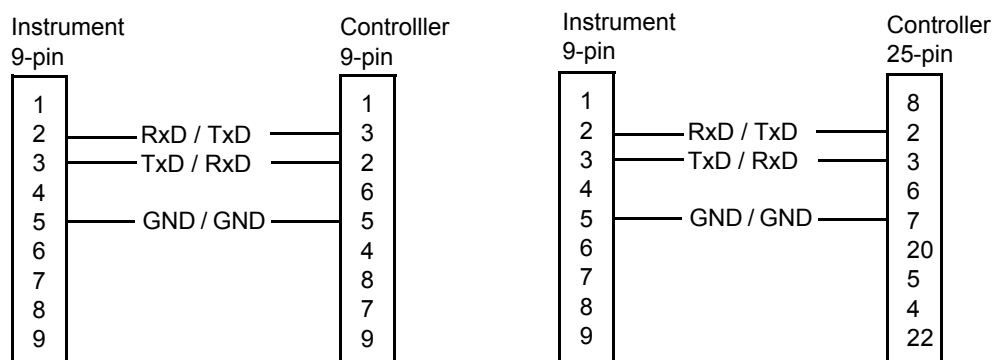 Instrument
9-pin
Controlller
9-pin
1
1
2
RxD / TxD
3
3
TxD / RxD
2
4
6
5
GND / GND
5
6
4
7
8
8
7
9
9
Instrument
9-pin
Controller
25-pin
1
8
2
RxD / TxD
2
3
TxD / RxD
3
4
6
5
GND / GND
7
6
20
7
5
8
4
9
22